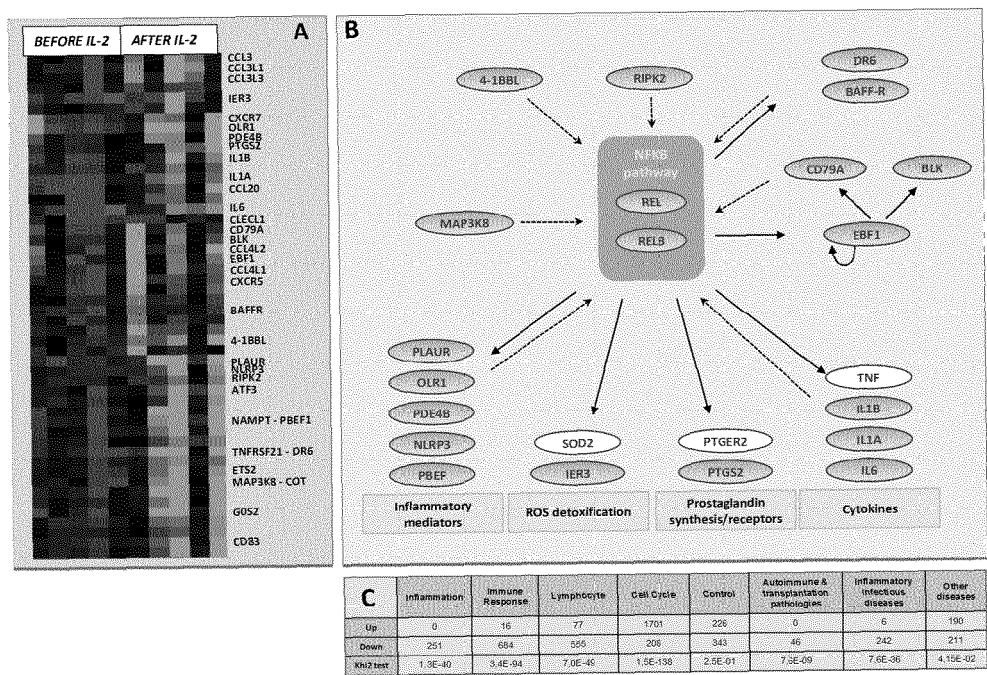 BEFORE IL-2 AFTER IL-2 A
CCL3
CCL3L1
CCL3L3
IER3
CXCR7
OLR1
PDE4B
PTGS2
IL1B
IL1A
CCL20
IL6
CLECL1
CD79A
BLK
CCL4L2
EBF1
CCL4L1
CXCR5
BAFFR
4-1BBL
PLAUR
NLRP3
RIPK2
ATF3
NAMPT - PBEF1
TNFRSF21 - DR6
ETS2
MAP3K8 - COT
G0S2
CD83
B
4-1BBL
RIPK2
DR6
BAFF-R
NFKB
pathway
REL
RELB
MAP3K8
CD79A
BLK
EBF1
PLAUR
OLR1
PDE4B
NLRP3
PBEF
SOD2
IER3
PTGER2
PTGS2
TNF
IL1B
IL1A
IL6
Inflammatory
mediators
ROS detoxification
Prostaglandin
synthesis/receptors
Cytokines
C
Inflammation
Immune
Response
Lymphocyte
Cell Cycle
Control
Autoimmune &
transplantation
pathologies
Inflammatory
Infectious
diseases
Other
diseases
Up 0 16 77 1701 226 0 6 190
Down 251 684 555 208 343 46 242 211
Khi2 test 1,3E-40 3,4E-94 7,0E-49 1,5E-138 2,5E-01 7,6E-09 7,6E-36 4,15E-02